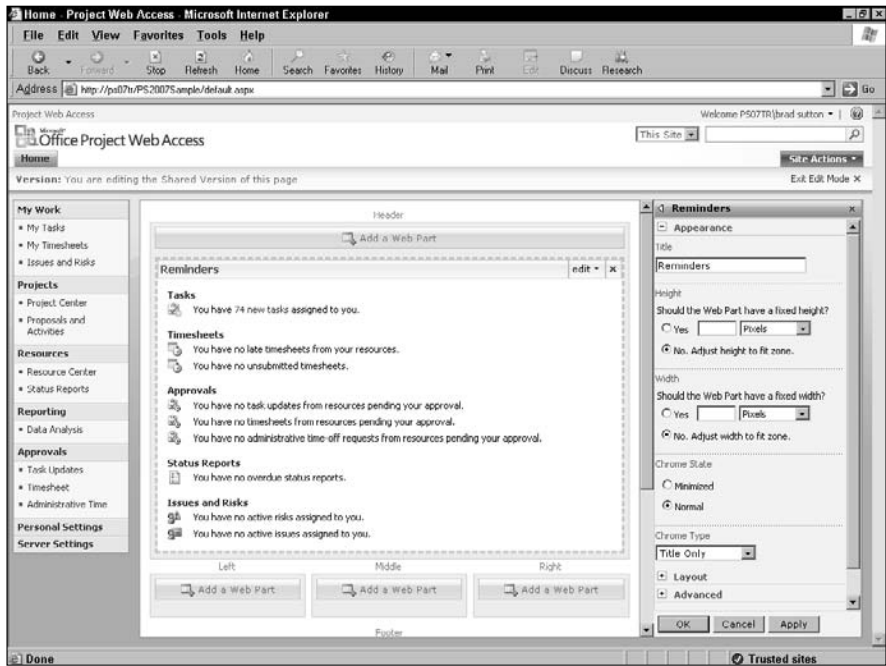 Home - Project Web Access - Microsoft Internet Explorer
File Edit View Favorites Tools Help
Back Forward Stop Refresh Home Search Favorites History Mail Print Edit Discuss Research
Address http://ps07tr/PS2007Sample/default.aspx Go
Project Web Access
Welcome PS07TR\brad sutton
Microsoft
Office Project Web Access
This Site
Home
Site Actions
Version: You are editing the Shared Version of this page
Exit Edit Mode ×
My Work
My Tasks
My Timesheets
Issues and Risks
Projects
Project Center
Proposals and
Activities
Resources
Resource Center
Status Reports
Reporting
Data Analysis
Approvals
Task Updates
Timesheet
Administrative Time
Personal Settings
Server Settings
Header
Add a Web Part
Reminders
edit
x
Tasks
You have 74 new tasks assigned to you.
Timesheets
You have no late timesheets from your resources.
You have no unsubmitted timesheets.
Approvals
You have no task updates from resources pending your approval.
You have no timesheets from resources pending your approval.
You have no administrative time-off requests from resources pending your approval.
Status Reports
You have no overdue status reports.
Issues and Risks
You have no active risks assigned to you.
You have no active issues assigned to you.
Left Middle Right
Add a Web Part Add a Web Part Add a Web Part
Footer
Reminders ×
Appearance
Title
Reminders
Height
Should the Web Part have a fixed height?
Yes Pixels
No. Adjust height to fit zone.
Width
Should the Web Part have a fixed width?
Yes Pixels
No. Adjust width to fit zone.
Chrome State
Minimized
Normal
Chrome Type
Title Only
Layout
Advanced
OK Cancel Apply
Done
Trusted sites